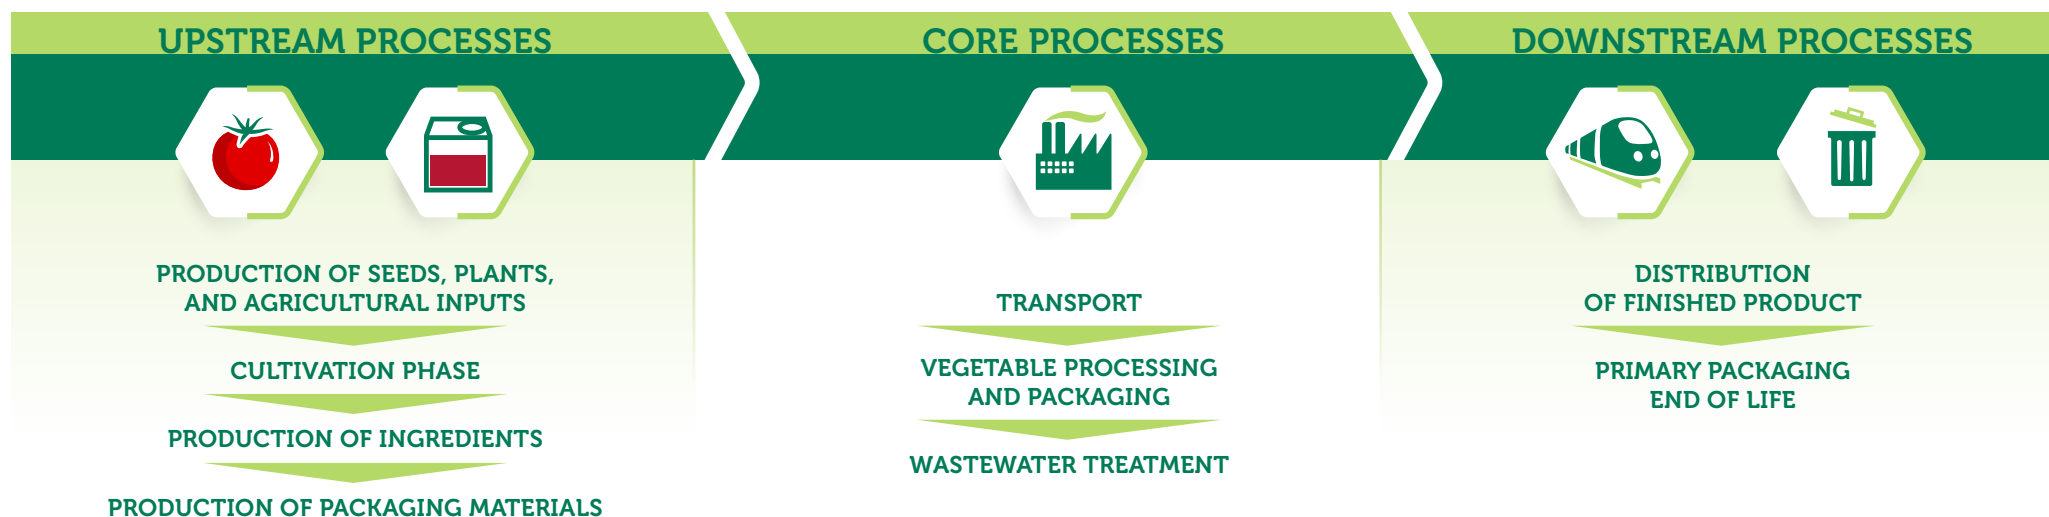 UPSTREAM PROCESSES
PRODUCTION OF SEEDS, PLANTS,
AND AGRICULTURAL INPUTS
CULTIVATION PHASE
PRODUCTION OF INGREDIENTS
PRODUCTION OF PACKAGING MATERIALS
CORE PROCESSES
TRANSPORT
VEGETABLE PROCESSING
AND PACKAGING
WASTEWATER TREATMENT
DOWNSTREAM PROCESSES
DISTRIBUTION
OF FINISHED PRODUCT
PRIMARY PACKAGING
END OF LIFE